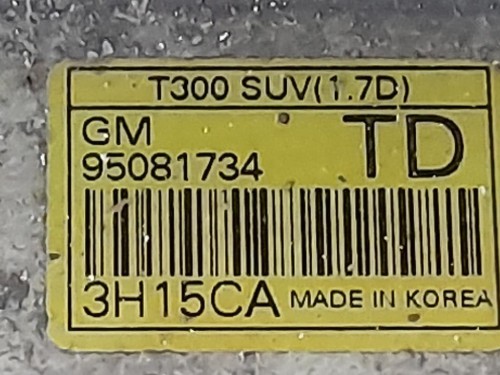 T300 SUV(1.7D)
GM TD
95081734
3H15CA MADE IN KOREA